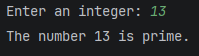 Enter an integer: 13
The number 13 is prime.